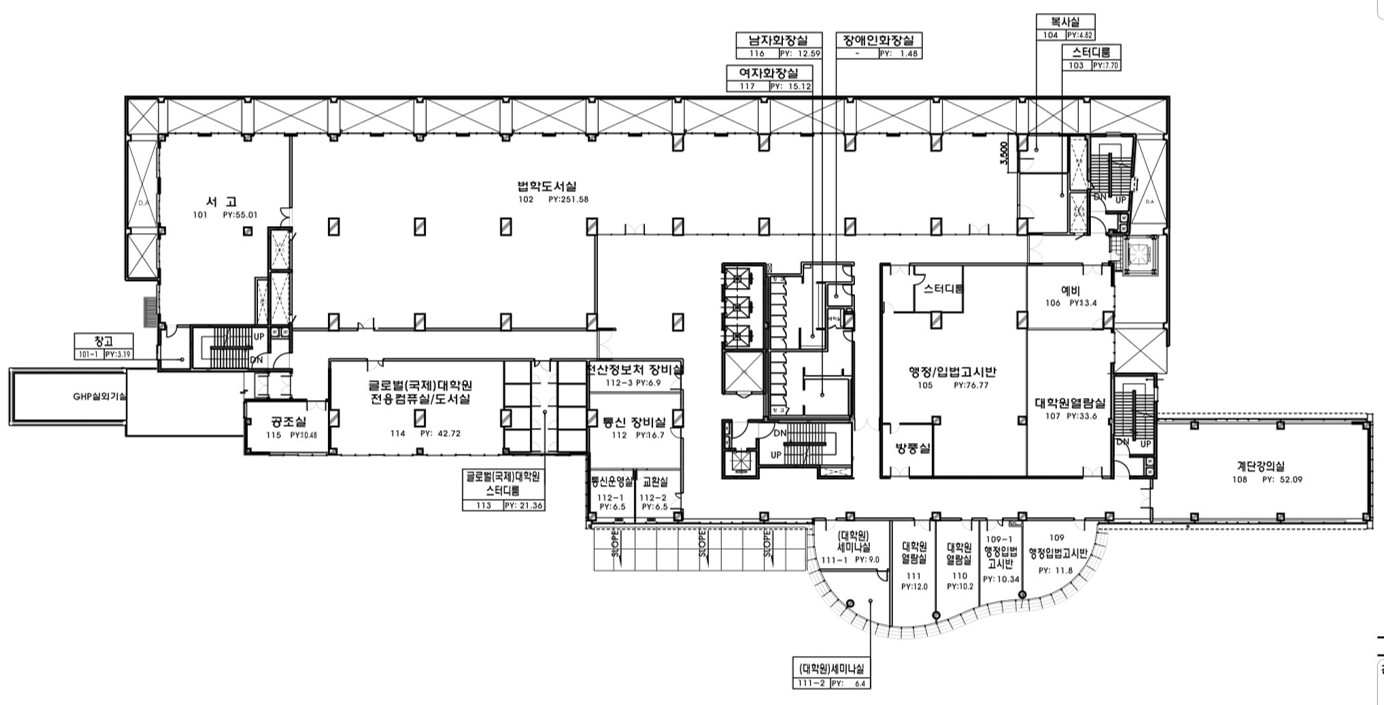 복사실
104 PY:4.82
남자화장실
116 PY: 12.59
장애인화장실
- PY: 1.48
스터디룸
103 PY:7.70
여자화장실
117 PY: 15.12
3,500
서 고
101 PY:55.01
법학도서실
102 PY:251.58
D.A
D.A
DN
UP
스터디룸
예비
106 PY:13.4
창고
101-1 PY:3.19
UP
DN
GHP실외기실
글로벌(국제)대학원
전용컴퓨실/도서실
114 PY: 42.72
전산정보처 장비실
112-3 PY:6.9
행정/입법고시반
105 PY:76.77
대학원열람실
107 PY:33.6
공조실
115 PY:10.48
통신 장비실
112 PY:16.7
DN
UP
방풍실
DN
UP
계단강의실
108 PY: 52.09
글로벌(국제)대학원
스터디룸
113 PY: 21.36
통신운영실
112-1
PY:6.5
교환실
112-2
PY:6.5
SLOPE
SLOPE
SLOPE
(대학원)
세미나실
111-1 PY:9.0
대학원
열람실
111
PY:12.0
대학원
열람실
110
PY:10.2
109-1
행정입법
고시반
PY:10.34
109
행정입법고시반
PY: 11.8
(대학원)세미나실
111-2 PY: 6.4